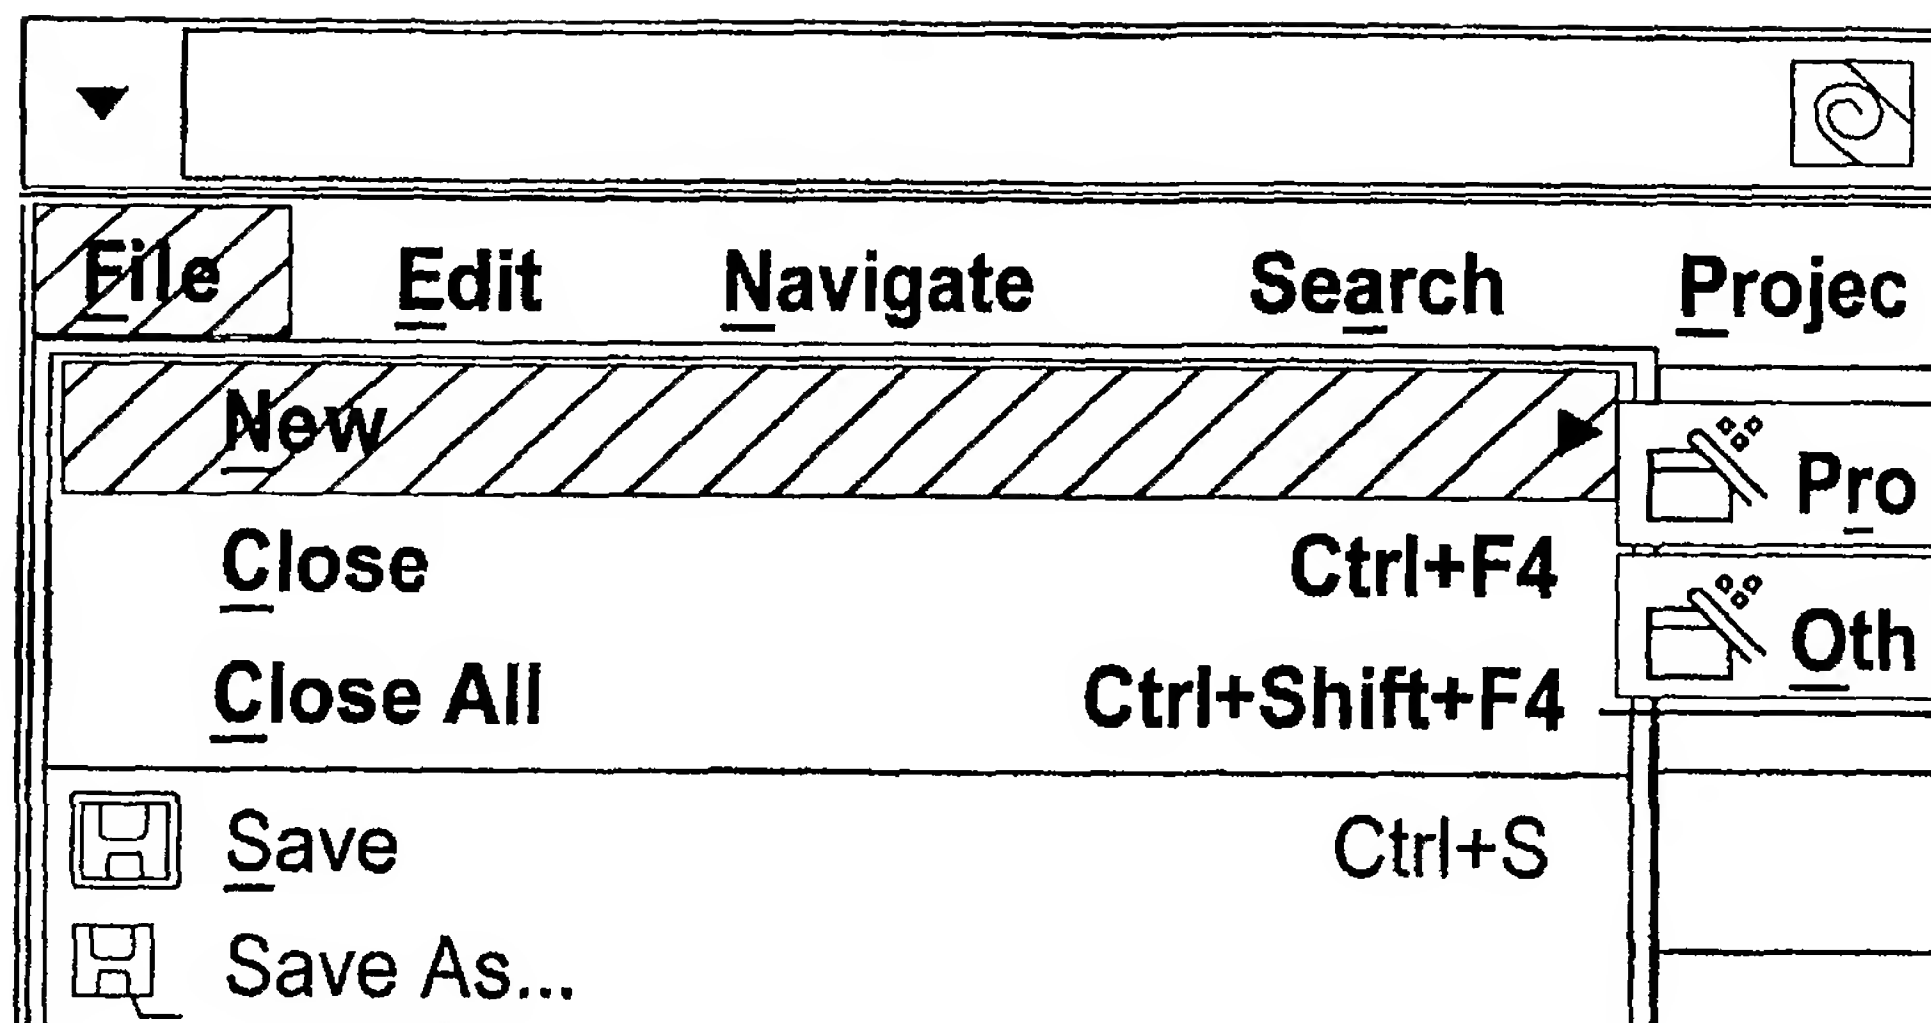 File Edit Navigate Search Projec
New Pro
Close Ctrl+F4
Close All Ctrl+Shift+F4 Oth
Save Ctrl+S
Save As...